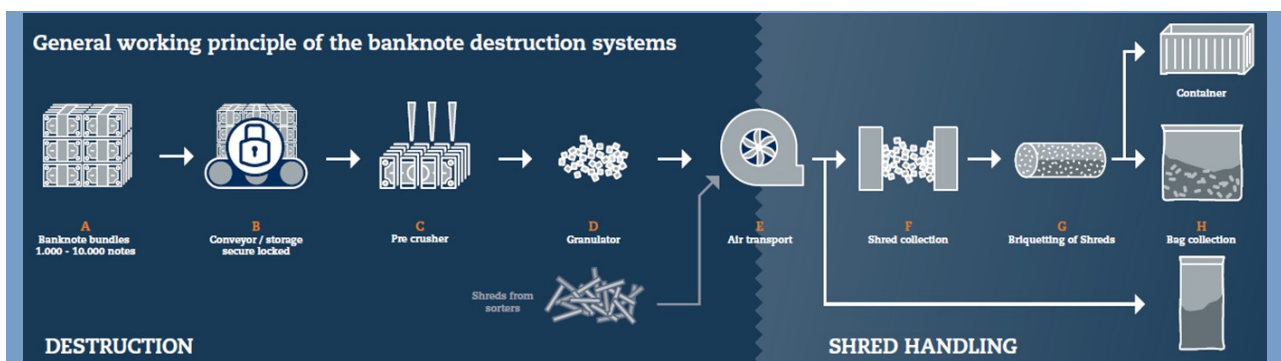 General working principle of the banknote destruction systems
Container
A
Banknote bundles
1.000 - 10.000 notes
B
Conveyor / storage
secure locked
C
Pre crusher
D
Granulator
E
Air transport
F
Shred collection
G
Briquetting of Shreds
H
Bag collection
Shreds from
sorters
DESTRUCTION
SHRED HANDLING